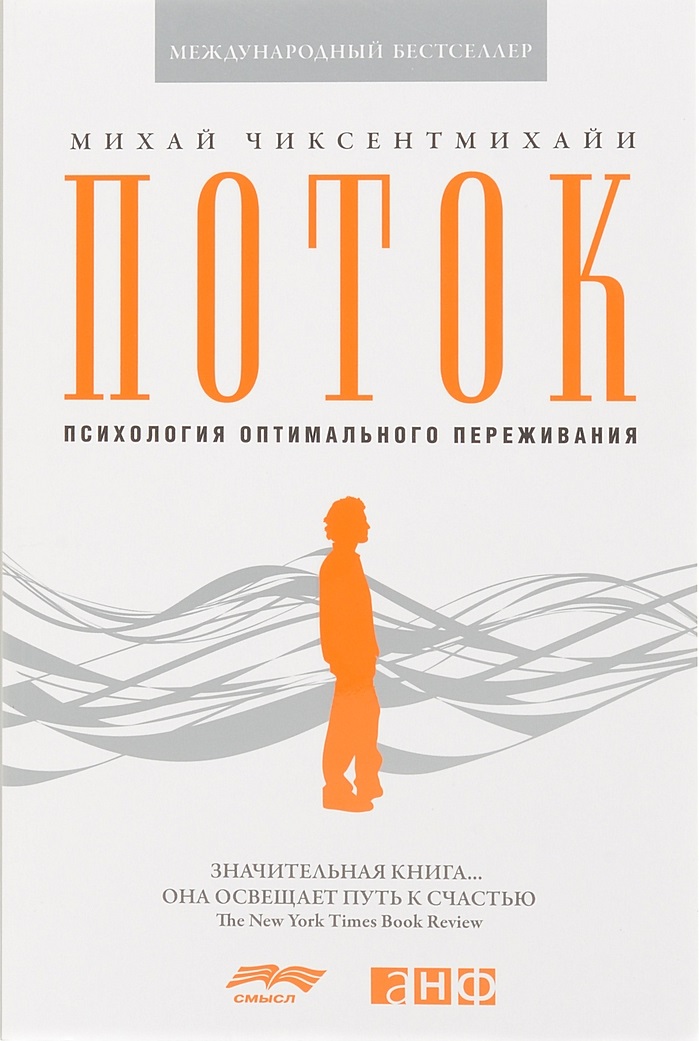 МЕЖДУНАРОДНЫЙ БЕСТСЕЛЛЕР
МИХАЙ ЧИКСЕНТМИХАЙИ
ПОТОК
ПСИХОЛОГИЯ ОПТИМАЛЬНОГО ПЕРЕЖИВАНИЯ
ЗНАЧИТЕЛЬНАЯ КНИГА...
ОНА ОСВЕЩАЕТ ПУТЬ К СЧАСТЬЮ
The New York Times Book Review
СМЫСЛ
анф